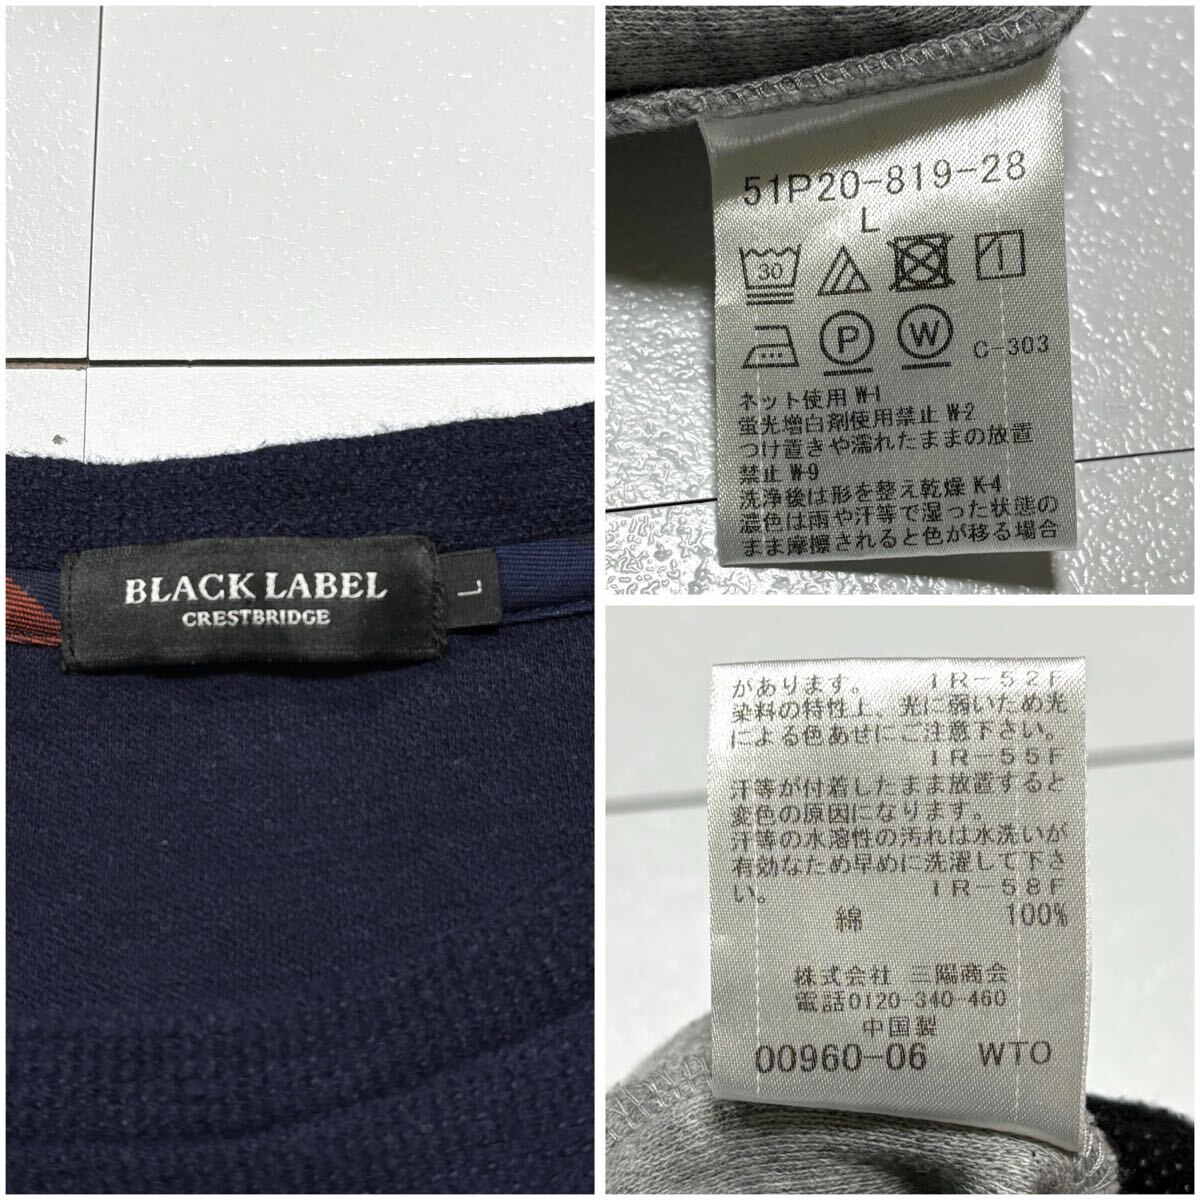 BLACK LABEL
CRESTBRIDGE
L
51P20-819-28
L
30
P
W
C-303
ネット使用 W-1
蛍光増白剤使用禁止 W-2
つけ置きや濡れたままの放置
禁止 W-9
洗浄後は形を整え乾燥 K-4
濃色は雨や汗等で湿った状態の
まま摩擦されると色が移る場合
があります。 IR-52F
染料の特性上、光に弱いため光
による色あせにご注意下さい。
IR-55F
汗等が付着したまま放置すると
変色の原因になります。
汗等の水溶性の汚れは水洗いが
有効なため早めに洗濯して下さ
い。 IR-58F
綿 100%
株式会社 三陽商会
電話0120-340-460
中国製
00960-06 WTO